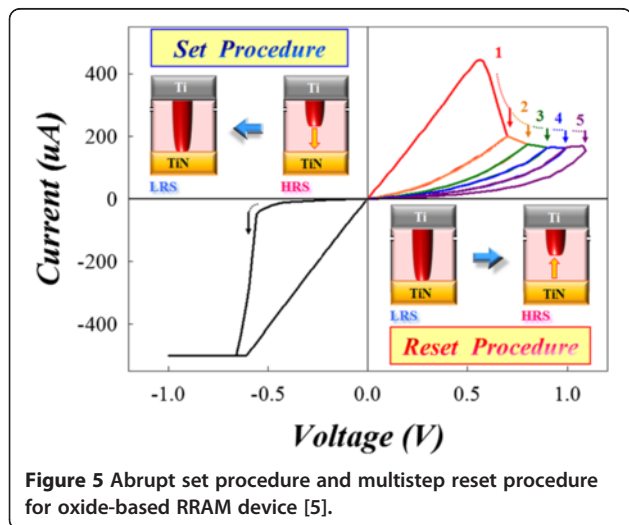 Set Procedure
Ti
Ti
TiN
TiN
LRS
HRS
1
2
3
4
5
400
200
0
-200
-400
Current (uA)
Ti
Ti
TiN
TiN
LRS
HRS
Reset Procedure
-1.0
-0.5
0.0
0.5
1.0
Voltage (V)
Figure 5 Abrupt set procedure and multistep reset procedure
for oxide-based RRAM device [5].